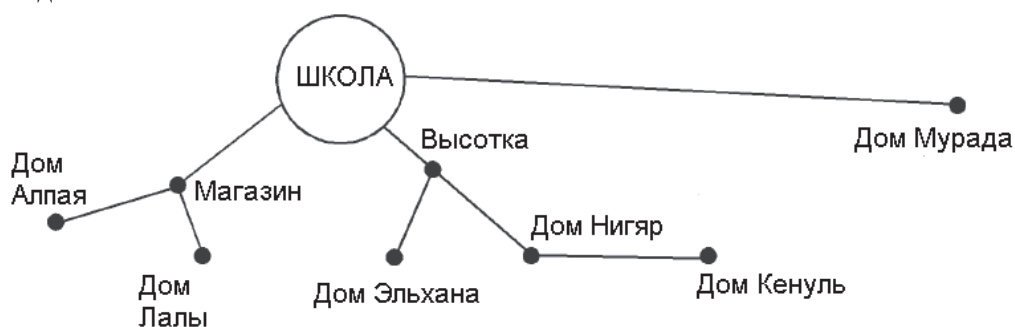 ШКОЛА
Высотка
Дом Мурада
Дом
Алпая
Магазин
Дом Нигяр
Дом
Лалы
Дом Эльхана
Дом Кенуль